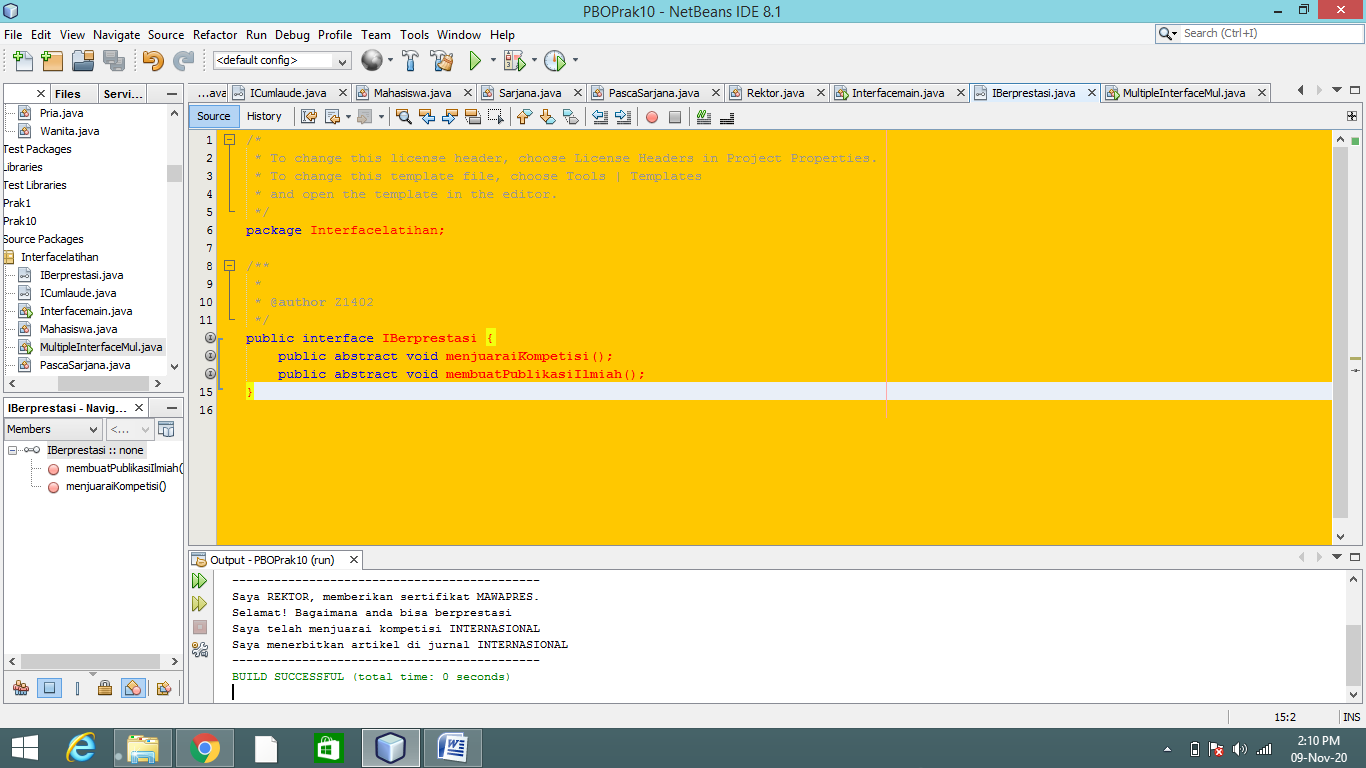 PBOPrak10 - NetBeans IDE 8.1
File Edit View Navigate Source Refactor Run Debug Profile Team Tools Window Help
Search (Ctrl+I)
<default config>
Files Servi...
...ava ICumlaude.java Mahasiswa.java Sarjana.java PascaSarjana.java Rektor.java Interfacemain.java IBerprestasi.java MultipleInterfaceMul.java
Source History
Pria.java
Wanita.java
Test Packages
Libraries
Test Libraries
Prak1
Prak10
Source Packages
Interfacelatihan
IBerprestasi.java
ICumlaude.java
Interfacemain.java
Mahasiswa.java
MultipleInterfaceMul.java
PascaSarjana.java
IBerprestasi - Navig...
Members <...
IBerprestasi :: none
membuatPublikasiIlmiah(
menjuaraiKompetisi()
1 /*
2 * To change this license header, choose License Headers in Project Properties.
3 * To change this template file, choose Tools | Templates
4 * and open the template in the editor.
5 */
6 package Interfacelatihan;
7
8 /**
9 *
10 * @author Z1402
11 */
public interface IBerprestasi {
public abstract void menjuaraiKompetisi();
public abstract void membuatPublikasiIlmiah();
15 }
16
Output - PBOPrak10 (run)
--------------------------------------------
Saya REKTOR, memberikan sertifikat MAWAPRES.
Selamat! Bagaimana anda bisa berprestasi
Saya telah menjuarai kompetisi INTERNASIONAL
Saya menerbitkan artikel di jurnal INTERNASIONAL
--------------------------------------------
BUILD SUCCESSFUL (total time: 0 seconds)
15:2 INS
2:10 PM
09-Nov-20